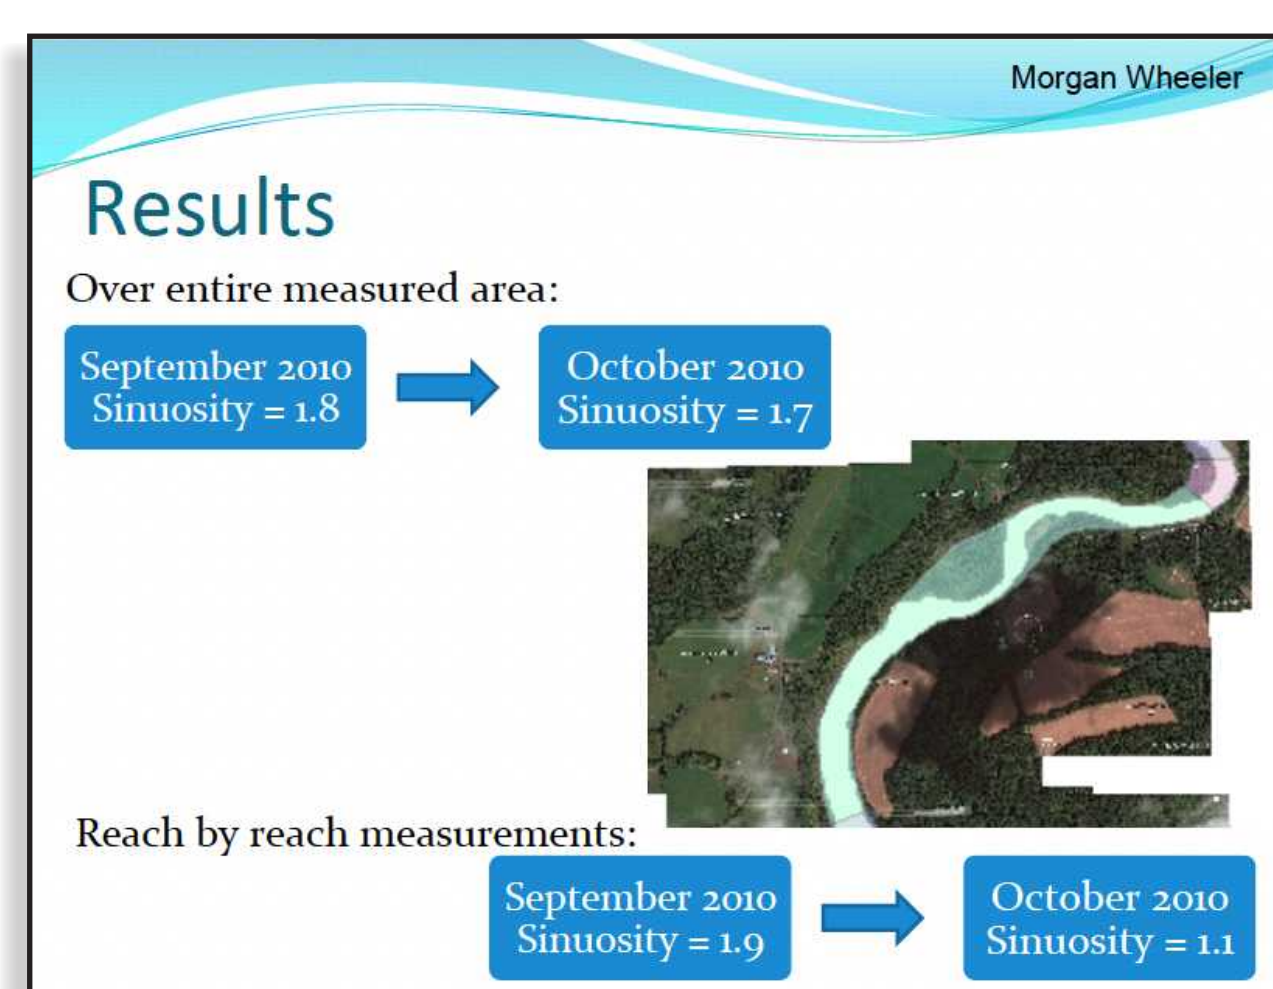 Morgan Wheeler
Results
Over entire measured area:
September 2010
Sinuosity = 1.8
October 2010
Sinuosity = 1.7
Reach by reach measurements:
September 2010
Sinuosity = 1.9
October 2010
Sinuosity = 1.1